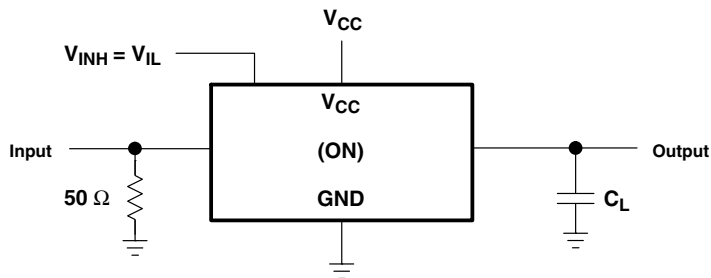 V_CC
V_INH = V_IL
V_CC
Input
(ON)
Output
50 Ω
GND
C_L